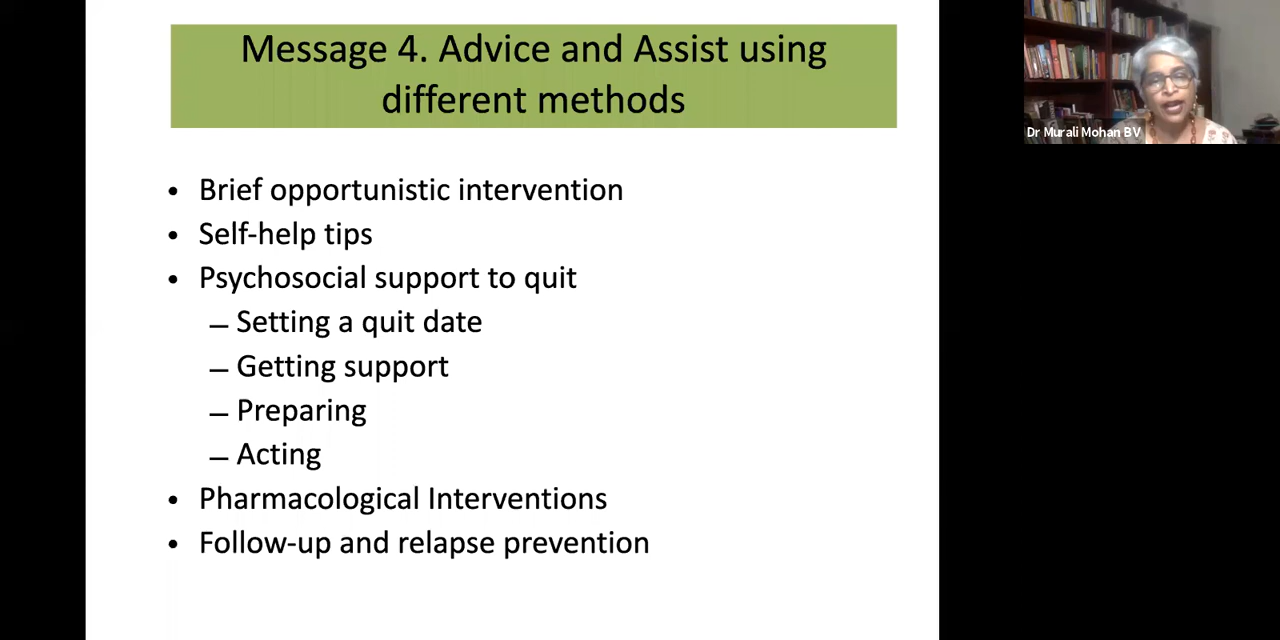 Message 4. Advice and Assist using
different methods
Dr Murali Mohan BV
• Brief opportunistic intervention
• Self-help tips
• Psychosocial support to quit
– Setting a quit date
– Getting support
– Preparing
– Acting
• Pharmacological Interventions
• Follow-up and relapse prevention